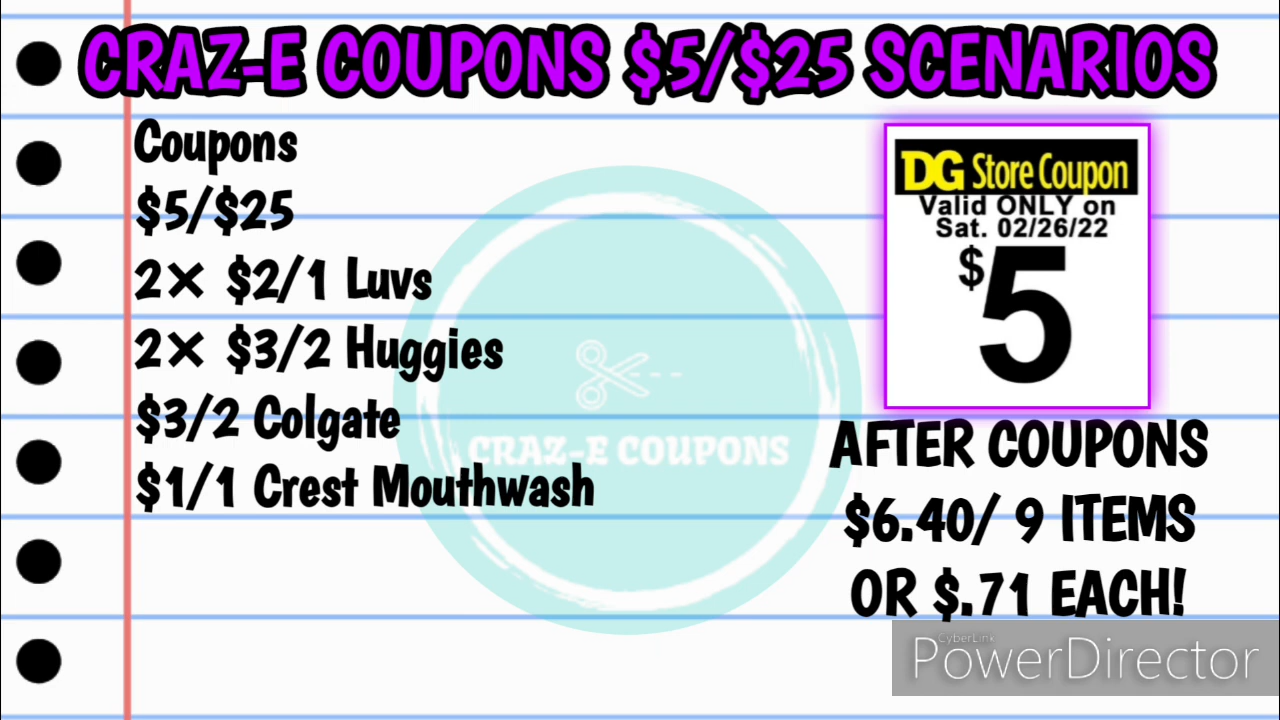 CRAZ-E COUPONS $5/$25 SCENARIOS
Coupons
$5/$25
2× $2/1 Luvs
2× $3/2 Huggies
$3/2 Colgate
$1/1 Crest Mouthwash
CRAZ-E COUPONS
DG Store Coupon
Valid ONLY on
Sat. 02/26/22
$5
AFTER COUPONS
$6.40/ 9 ITEMS
OR $.71 EACH!
CyberLink
PowerDirector